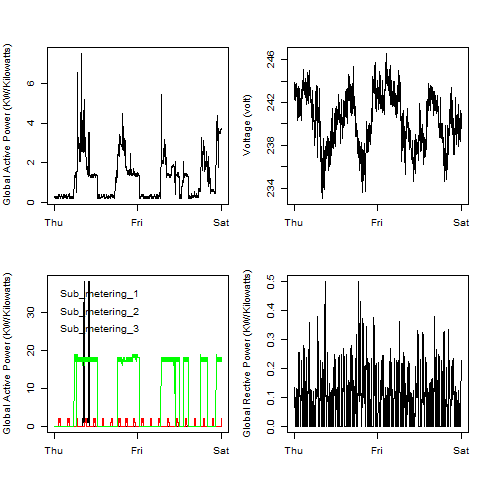 Global Active Power (KW/Kilowatts)
0 2 4 6
Thu Fri Sat
Voltage (volt)
234 238 242 246
Thu Fri Sat
Global Active Power (KW/Kilowatts)
0 10 20 30
Sub_metering_1
Sub_metering_2
Sub_metering_3
Thu Fri Sat
Global Rective Power (KW/Kilowatts)
0.0 0.1 0.2 0.3 0.4 0.5
Thu Fri Sat